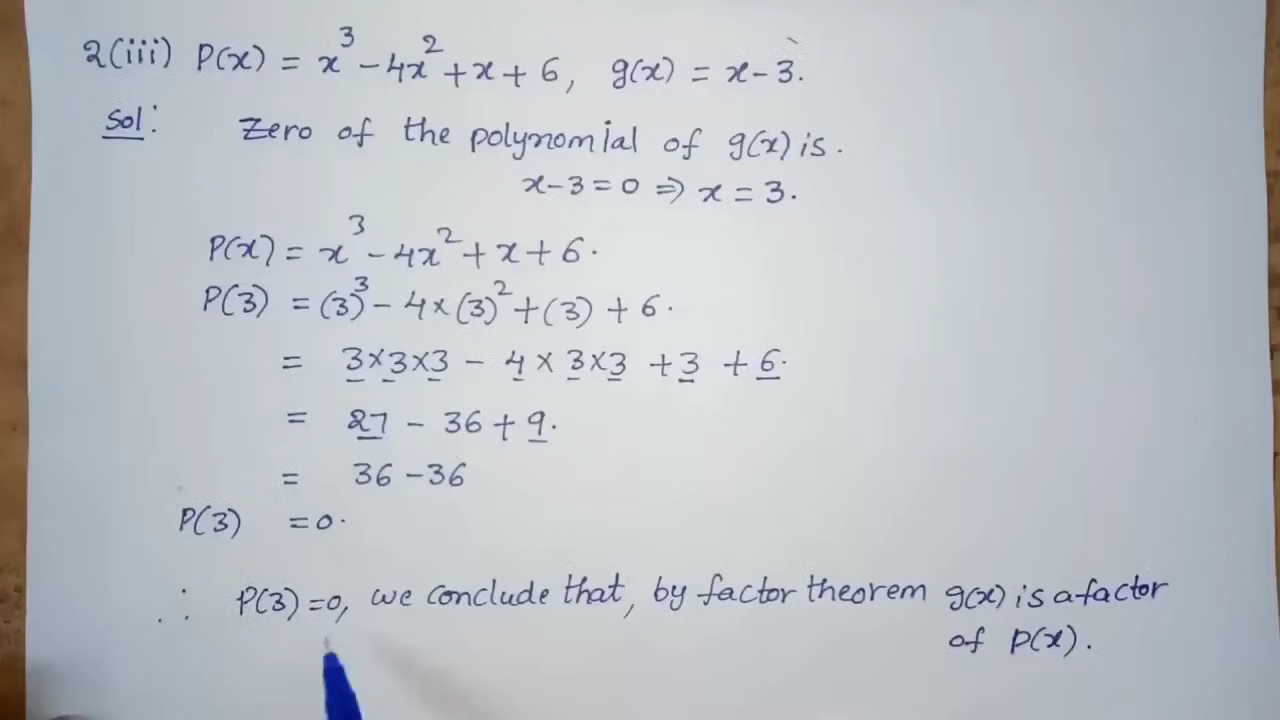 2(iii) P(x) = x³ - 4x² + x + 6, g(x) = x - 3.
Sol: Zero of the polynomial of g(x) is.
x - 3 = 0 ⇒ x = 3.
P(x) = x³ - 4x² + x + 6.
P(3) = (3)³ - 4 × (3)² + (3) + 6.
= 3×3×3 - 4 × 3×3 + 3 + 6.
= 27 - 36 + 9.
= 36 - 36
P(3) = 0.
∴ P(3) = 0, we conclude that, by factor theorem g(x) is a factor
of p(x).